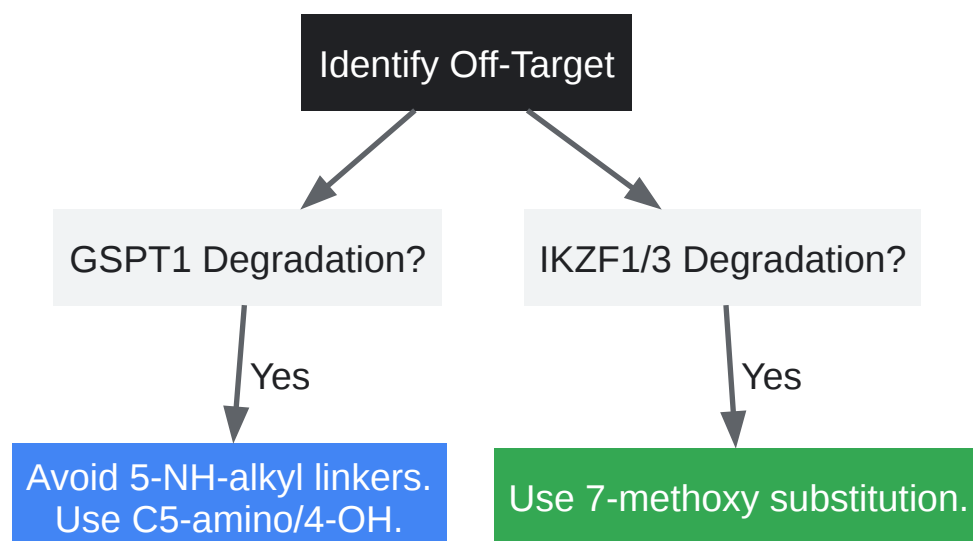 Identify Off-Target
GSPT1 Degradation?
IKZF1/3 Degradation?
Yes
Yes
Avoid 5-NH-alkyl linkers.
Use C5-amino/4-OH.
Use 7-methoxy substitution.